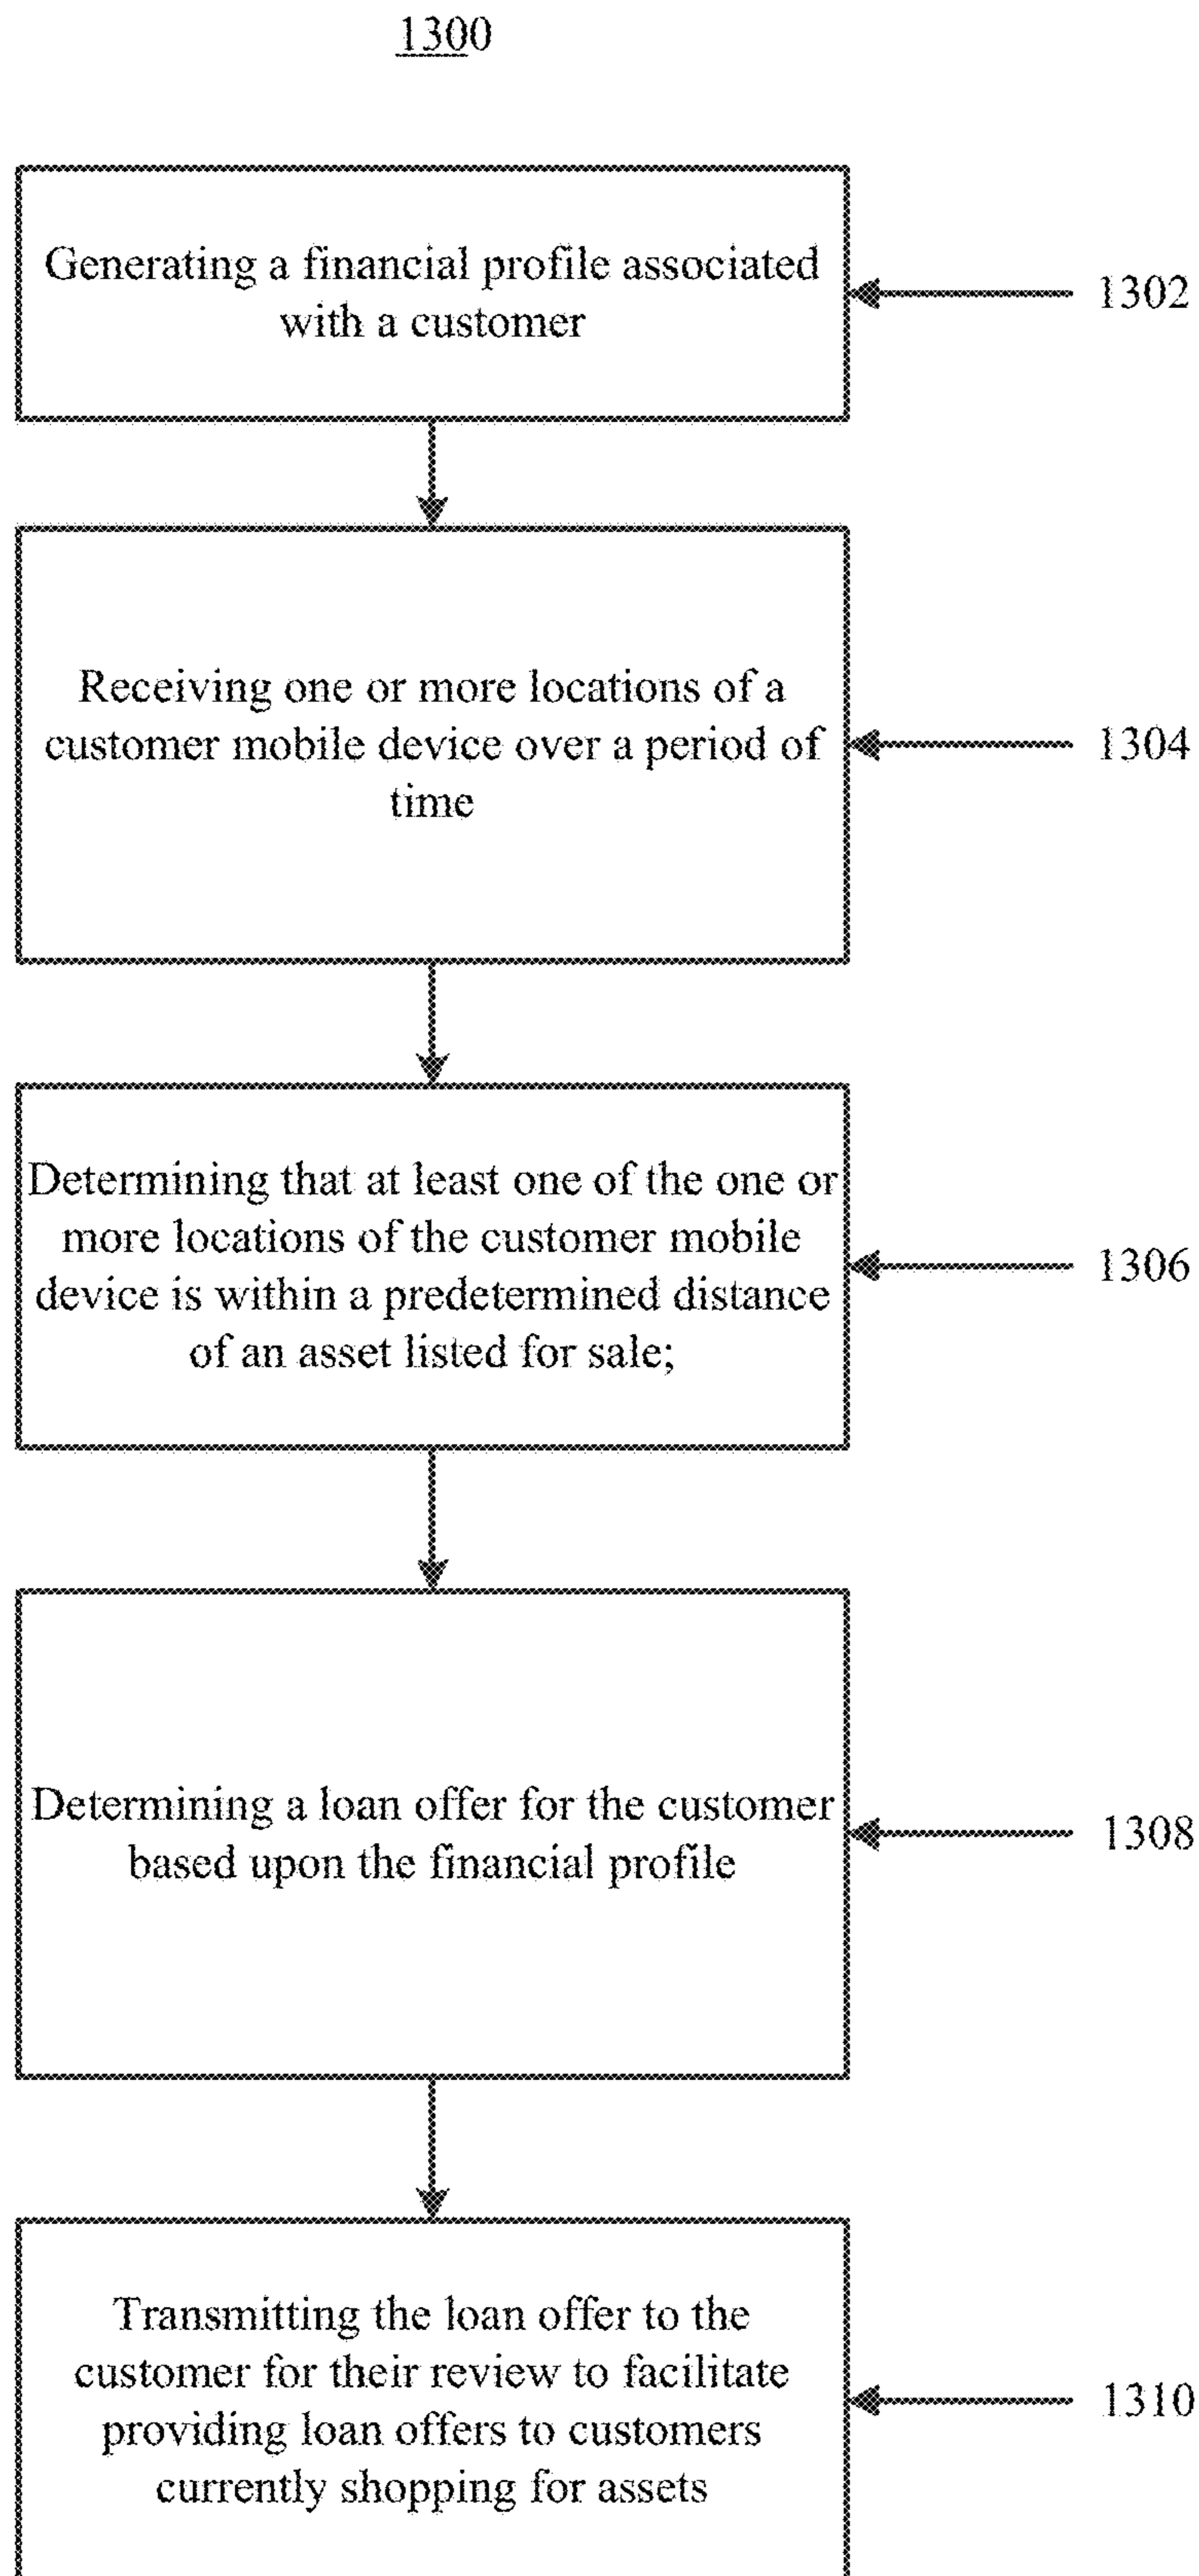 1300
Generating a financial profile associated
with a customer
1302
Receiving one or more locations of a
customer mobile device over a period of
time
1304
Determining that at least one of the one or
more locations of the customer mobile
device is within a predetermined distance
of an asset listed for sale;
1306
Determining a loan offer for the customer
based upon the financial profile
1308
Transmitting the loan offer to the
customer for their review to facilitate
providing loan offers to customers
currently shopping for assets
1310